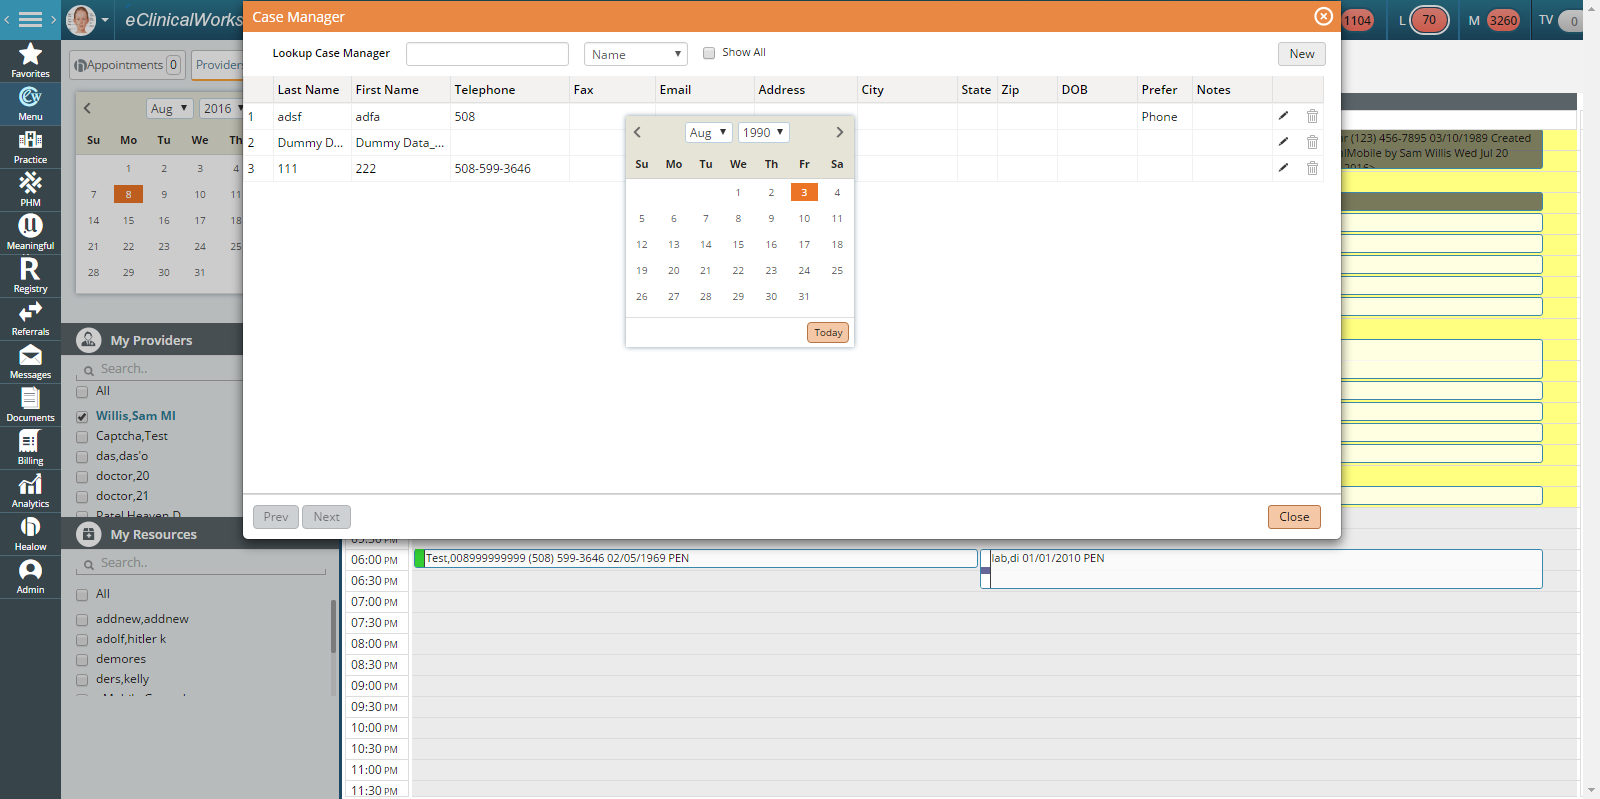 eClinicalWorks
Case Manager
1104
L 70
M 3260
TV 0
Favorites
Menu
Practice
PHM
Meaningful
Registry
Referrals
Messages
Documents
Billing
Analytics
Healow
Admin
Appointments 0
Providers
Aug 2016
Su Mo Tu We Th
1 2 3 4
7 8 9 10 11
14 15 16 17 18
21 22 23 24 25
28 29 30 31
My Providers
Search..
All
Willis,Sam MI
Captcha,Test
das,das'o
doctor,20
doctor,21
Patel Heaven D
My Resources
Search..
All
addnew,addnew
adolf,hitler k
demores
ders,kelly
Lookup Case Manager Name Show All New
Last Name First Name Telephone Fax Email Address City State Zip DOB Prefer Notes
1 adsf adfa 508 Phone
2 Dummy D... Dummy Data_...
3 111 222 508-599-3646
Aug 1990
Su Mo Tu We Th Fr Sa
1 2 3 4
5 6 7 8 9 10 11
12 13 14 15 16 17 18
19 20 21 22 23 24 25
26 27 28 29 30 31
Today
Prev Next Close
(123) 456-7895 03/10/1989 Created
by Sam Willis Wed Jul 20
2016>
05:30 PM
06:00 PM Test,008999999999 (508) 599-3646 02/05/1969 PEN lab,di 01/01/2010 PEN
06:30 PM
07:00 PM
07:30 PM
08:00 PM
08:30 PM
09:00 PM
09:30 PM
10:00 PM
10:30 PM
11:00 PM
11:30 PM